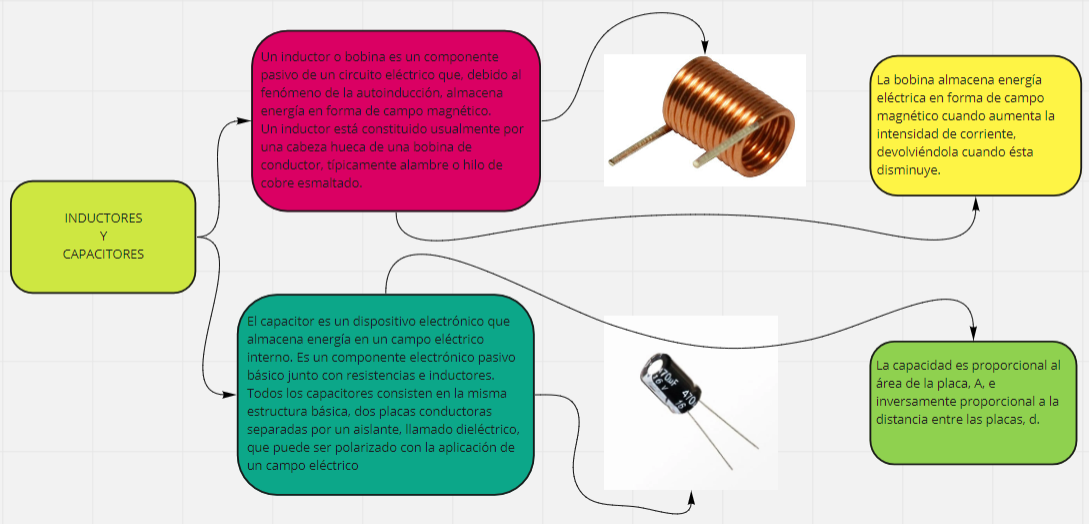 INDUCTORES
Y
CAPACITORES
Un inductor o bobina es un componente
pasivo de un circuito eléctrico que, debido al
fenómeno de la autoinducción, almacena
energía en forma de campo magnético.
Un inductor está constituido usualmente por
una cabeza hueca de una bobina de
conductor, típicamente alambre o hilo de
cobre esmaltado.
La bobina almacena energía
eléctrica en forma de campo
magnético cuando aumenta la
intensidad de corriente,
devolviéndola cuando ésta
disminuye.
El capacitor es un dispositivo electrónico que
almacena energía en un campo eléctrico
interno. Es un componente electrónico pasivo
básico junto con resistencias e inductores.
Todos los capacitores consisten en la misma
estructura básica, dos placas conductoras
separadas por un aislante, llamado dieléctrico,
que puede ser polarizado con la aplicación de
un campo eléctrico
470
16
16 V
La capacidad es proporcional al
área de la placa, A, e
inversamente proporcional a la
distancia entre las placas, d.